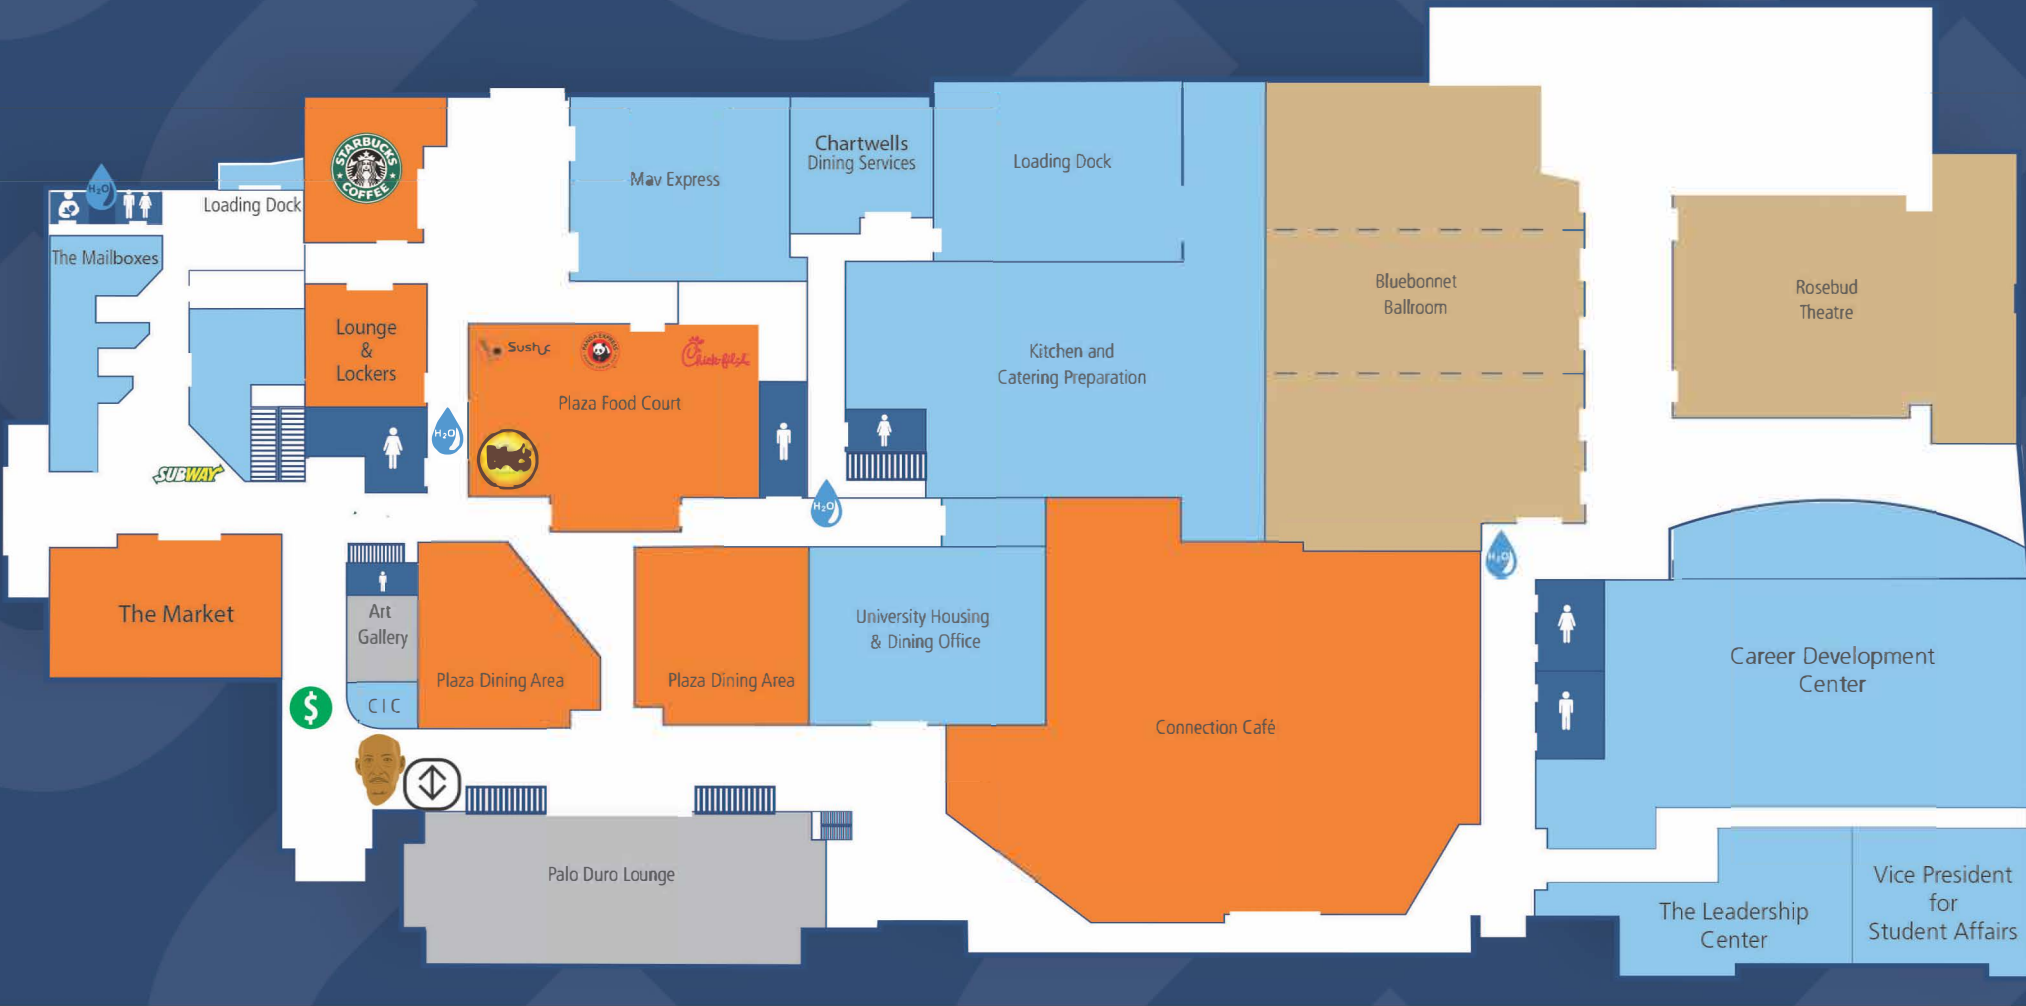 STARBUCKS
COFFEE
Chartwells
Dining Services
Loading Dock
Mav Express
H₂O
Loading Dock
The Mailboxes
Bluebonnet
Ballroom
Rosebud
Theatre
Lounge
&
Lockers
PANDA EXPRESS
Chick-fil-A
Kitchen and
Catering Preparation
Plaza Food Court
H₂O
SUBWAY
H₂O
H₂O
The Market
Art
Gallery
University Housing
& Dining Office
Plaza Dining Area
Plaza Dining Area
CIC
$
Connection Café
Career Development
Center
Palo Duro Lounge
The Leadership
Center
Vice President
for
Student Affairs